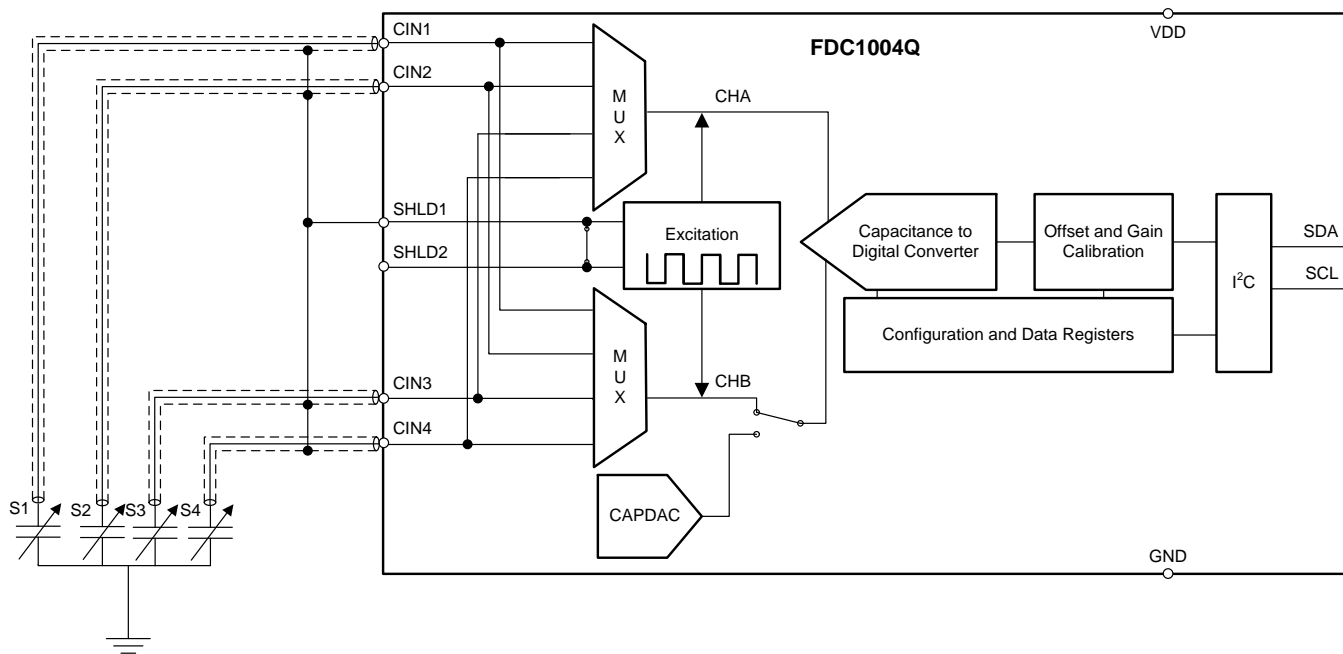 CIN1
VDD
FDC1004Q
CIN2
M
U
X
CHA
SHLD1
Excitation
SHLD2
Capacitance to
Digital Converter
Offset and Gain
Calibration
I²C
SDA
SCL
Configuration and Data Registers
M
U
X
CIN3
CHB
CIN4
S1
S2
S3
S4
CAPDAC
GND